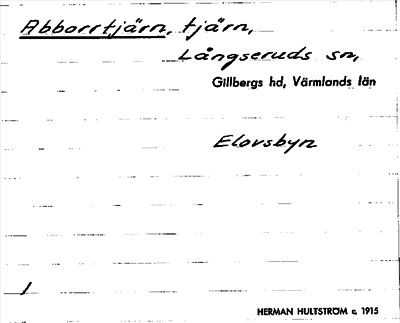 Abborrtjärn, tjärn,
Långseruds sn,
Gillbergs hd, Värmlands län
Elovsbyn
1
HERMAN HULTSTRÖM c. 1915